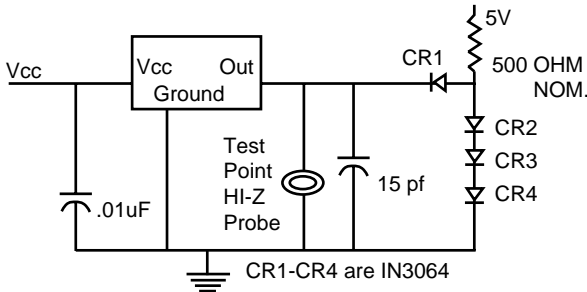 5V
CR1
500 OHM
NOM.
Vcc
Vcc Out
Ground
CR2
CR3
CR4
Test
Point
HI-Z
Probe
15 pf
.01uF
CR1-CR4 are IN3064